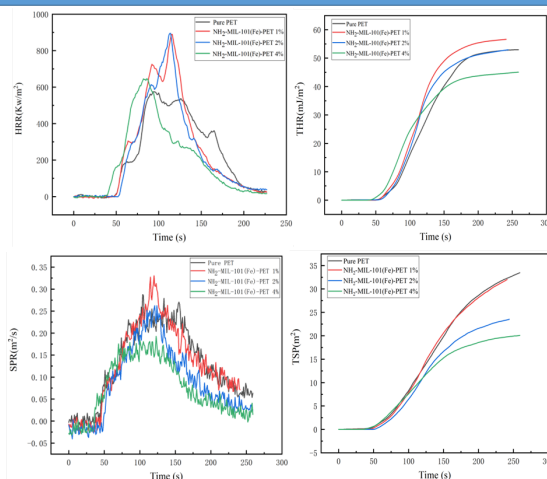 Pure PET
NH2-MIL-101(Fe)-PET 1%
NH2-MIL-101(Fe)-PET 2%
NH2-MIL-101(Fe)-PET 4%
HRR(Kw/m²)
1000
800
600
400
200
0
0 50 100 150 200 250
Time (s)
Pure PET
NH2-MIL-101(Fe)-PET 1%
NH2-MIL-101(Fe)-PET 2%
NH2-MIL-101(Fe)-PET 4%
THR(mJ/m²)
60
50
40
30
20
10
0
0 50 100 150 200 250 300
Time (s)
Pure PET
NH2-MIL-101(Fe)-PET 1%
NH2-MIL-101(Fe)-PET 2%
NH2-MIL-101(Fe)-PET 4%
SPR(m²/s)
0.35
0.30
0.25
0.20
0.15
0.10
0.05
0.00
-0.05
0 50 100 150 200 250 300
Time (s)
Pure PET
NH2-MIL-101(Fe)-PET 1%
NH2-MIL-101(Fe)-PET 2%
NH2-MIL-101(Fe)-PET 4%
TSP(m²)
35
30
25
20
15
10
5
0
-5
0 50 100 150 200 250 300
Time (s)